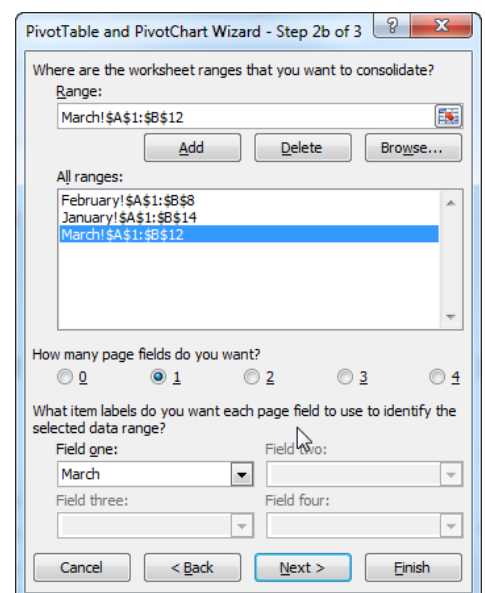 PivotTable and PivotChart Wizard - Step 2b of 3 ? X
Where are the worksheet ranges that you want to consolidate?
Range:
March!$A$1:$B$12
Add Delete Browse...
All ranges:
February!$A$1:$B$8
January!$A$1:$B$14
March!$A$1:$B$12
How many page fields do you want?
0 1 2 3 4
What item labels do you want each page field to use to identify the
selected data range?
Field one: Field two:
March
Field three: Field four:
Cancel < Back Next > Finish